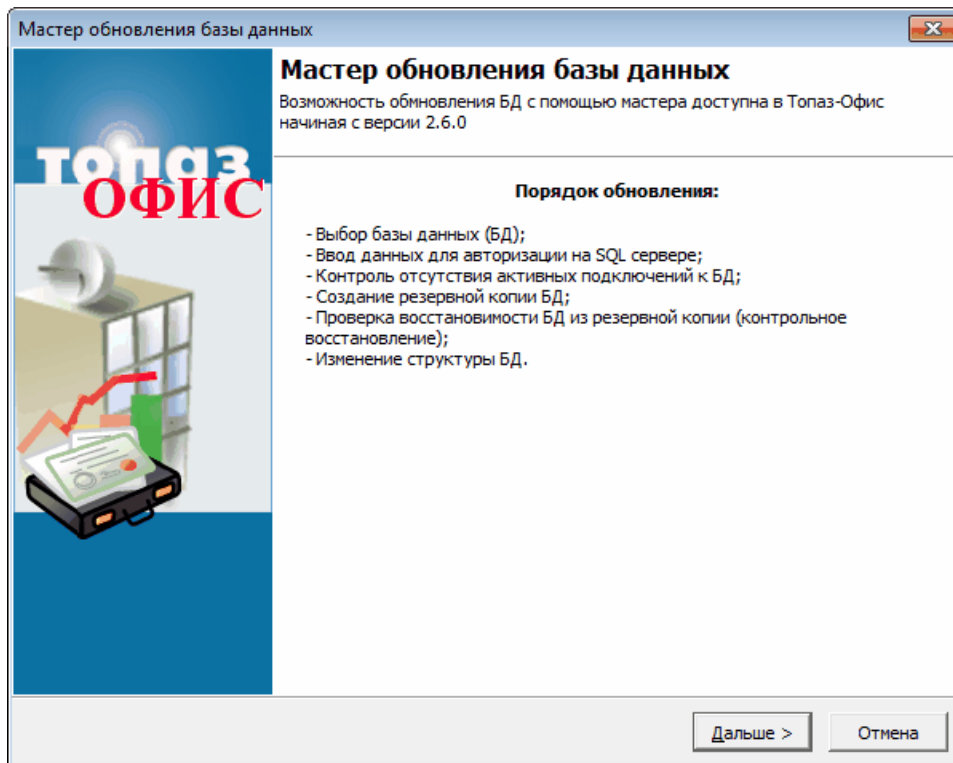 Мастер обновления базы данных
Мастер обновления базы данных
Возможность обмновления БД с помощью мастера доступна в Топаз-Офис
начиная с версии 2.6.0
топаз
ОФИС
Порядок обновления:
- Выбор базы данных (БД);
- Ввод данных для авторизации на SQL сервере;
- Контроль отсутствия активных подключений к БД;
- Создание резервной копии БД;
- Проверка восстановимости БД из резервной копии (контрольное
восстановление);
- Изменение структуры БД.
Дальше >
Отмена